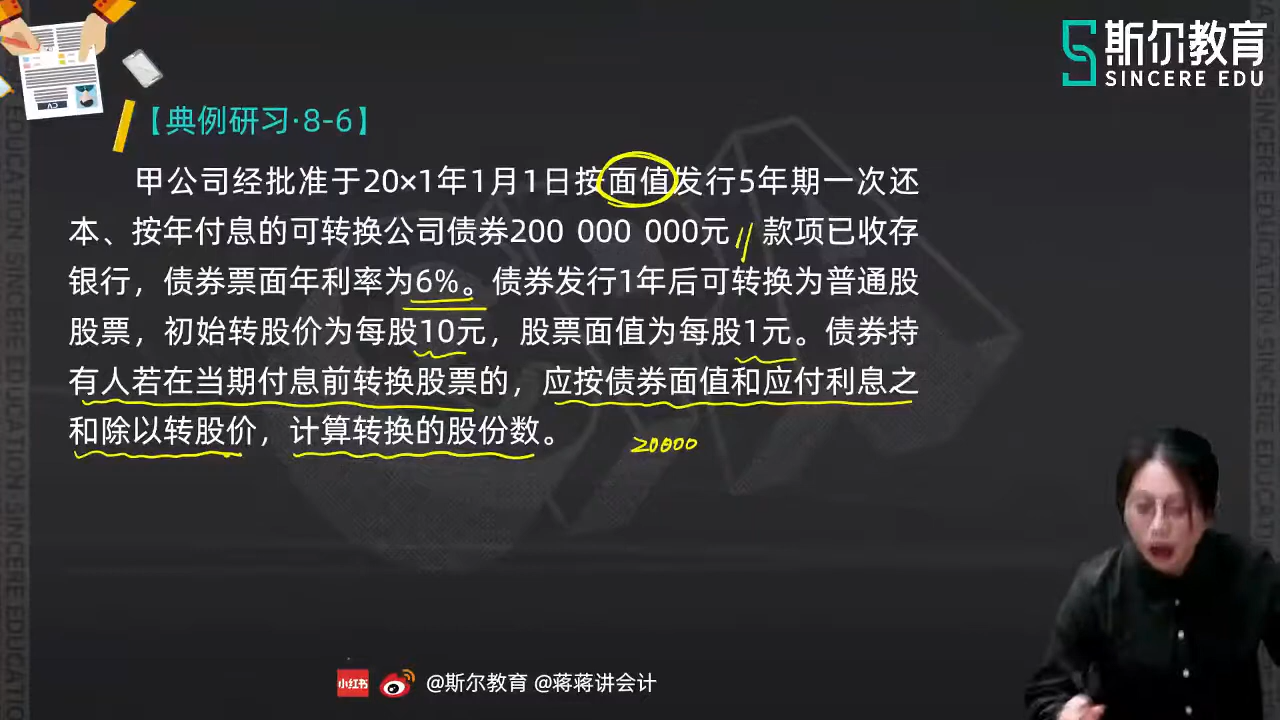 斯尔教育
SINCERE EDU
【典例研习·8-6】
甲公司经批准于20×1年1月1日按面值发行5年期一次还
本、按年付息的可转换公司债券200 000 000元，款项已收存
银行，债券票面年利率为6%。债券发行1年后可转换为普通股
股票，初始转股价为每股10元，股票面值为每股1元。债券持
有人若在当期付息前转换股票的，应按债券面值和应付利息之
和除以转股价，计算转换的股份数。
20000
小红书 @斯尔教育 @蒋蒋讲会计